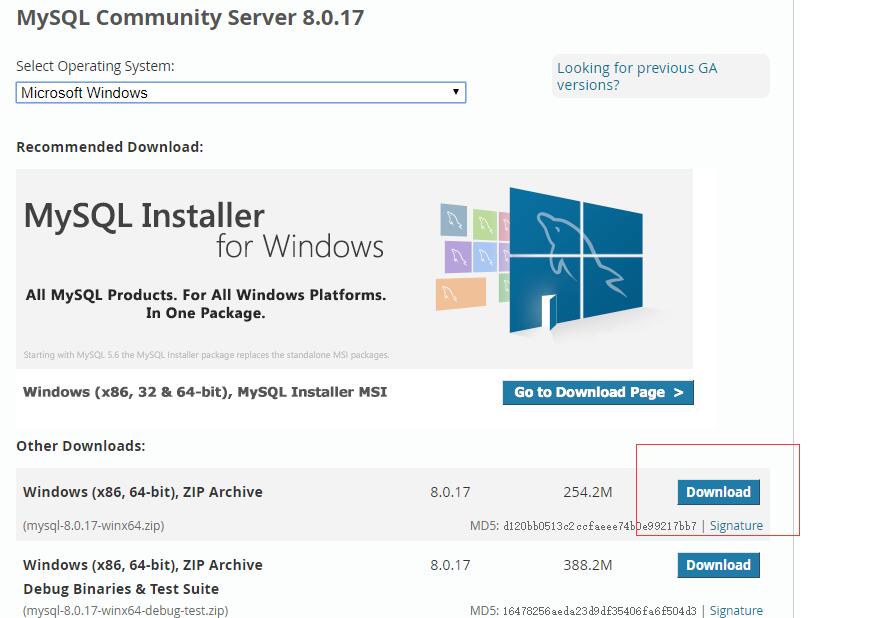 MySQL Community Server 8.0.17
Select Operating System:
Looking for previous GA
versions?
Microsoft Windows
Recommended Download:
MySQL Installer
for Windows
All MySQL Products. For All Windows Platforms.
In One Package.
Starting with MySQL 5.6 the MySQL Installer package replaces the standalone MSI packages.
Windows (x86, 32 & 64-bit), MySQL Installer MSI
Go to Download Page >
Other Downloads:
Windows (x86, 64-bit), ZIP Archive 8.0.17 254.2M Download
(mysql-8.0.17-winx64.zip) MD5: d120bb0513c2ccfaeee74b0e99217bb7 | Signature
Windows (x86, 64-bit), ZIP Archive 8.0.17 388.2M Download
Debug Binaries & Test Suite
(mysql-8.0.17-winx64-debug-test.zip) MD5: 16478256aeda23d9df35406fa6f504d3 | Signature